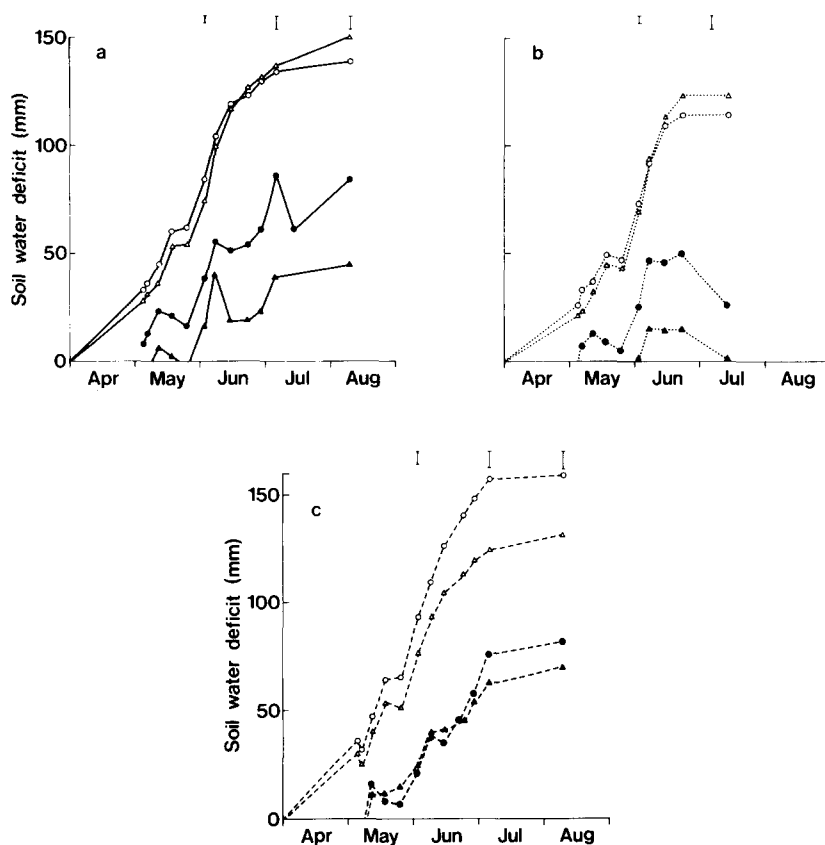 150
a
100
Soil water deficit (mm)
50
0
Apr May Jun Jul Aug
b
Apr May Jun Jul Aug
150
c
100
Soil water deficit (mm)
50
0
Apr May Jun Jul Aug